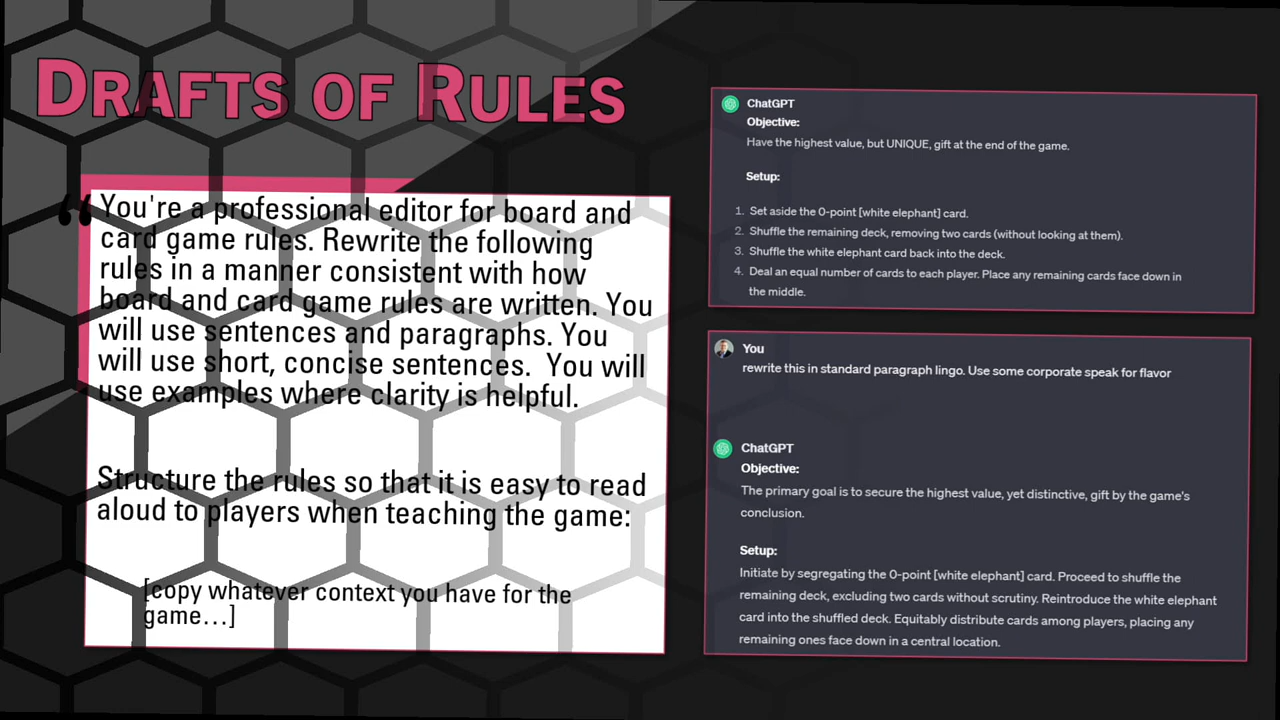 DRAFTS OF RULES
“
You're a professional editor for board and
card game rules. Rewrite the following
rules in a manner consistent with how
board and card game rules are written. You
will use sentences and paragraphs. You
will use short, concise sentences.  You will
use examples where clarity is helpful.
Structure the rules so that it is easy to read
aloud to players when teaching the game:
[copy whatever context you have for the
game…]
ChatGPT
Objective:
Have the highest value, but UNIQUE, gift at the end of the game.
Setup:
1. Set aside the 0-point [white elephant] card.
2. Shuffle the remaining deck, removing two cards (without looking at them).
3. Shuffle the white elephant card back into the deck.
4. Deal an equal number of cards to each player. Place any remaining cards face down in
the middle.
You
rewrite this in standard paragraph lingo. Use some corporate speak for flavor
ChatGPT
Objective:
The primary goal is to secure the highest value, yet distinctive, gift by the game's
conclusion.
Setup:
Initiate by segregating the 0-point [white elephant] card. Proceed to shuffle the
remaining deck, excluding two cards without scrutiny. Reintroduce the white elephant
card into the shuffled deck. Equitably distribute cards among players, placing any
remaining ones face down in a central location.